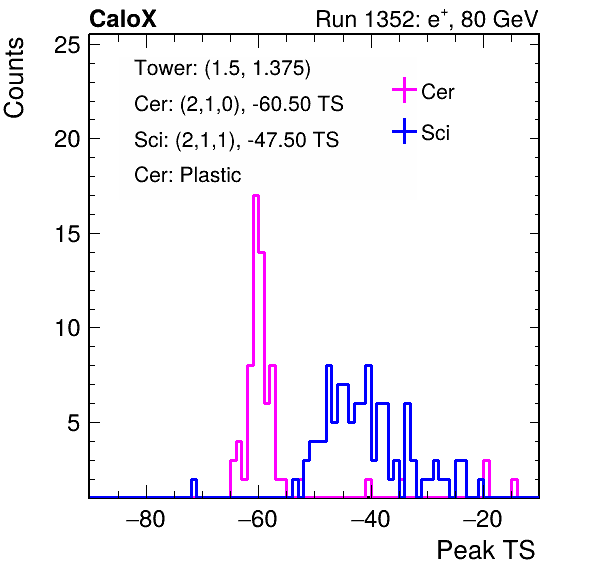 CaloX
Run 1352: e⁺, 80 GeV
Counts
25
20
15
10
5
Tower: (1.5, 1.375)
Cer: (2,1,0), -60.50 TS
Sci: (2,1,1), -47.50 TS
Cer: Plastic
Cer
Sci
−80
−60
−40
−20
Peak TS